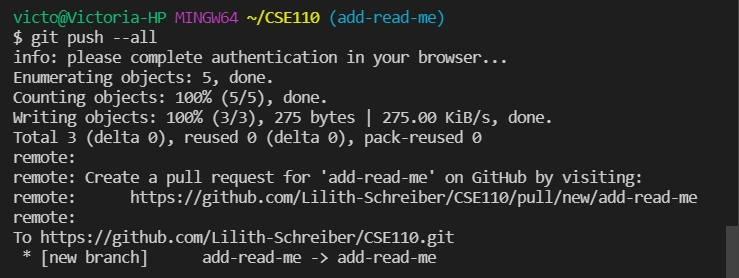 victo@Victoria-HP MINGW64 ~/CSE110 (add-read-me)
$ git push --all
info: please complete authentication in your browser...
Enumerating objects: 5, done.
Counting objects: 100% (5/5), done.
Writing objects: 100% (3/3), 275 bytes | 275.00 KiB/s, done.
Total 3 (delta 0), reused 0 (delta 0), pack-reused 0
remote:
remote: Create a pull request for 'add-read-me' on GitHub by visiting:
remote:      https://github.com/Lilith-Schreiber/CSE110/pull/new/add-read-me
remote:
To https://github.com/Lilith-Schreiber/CSE110.git
 * [new branch]      add-read-me -> add-read-me